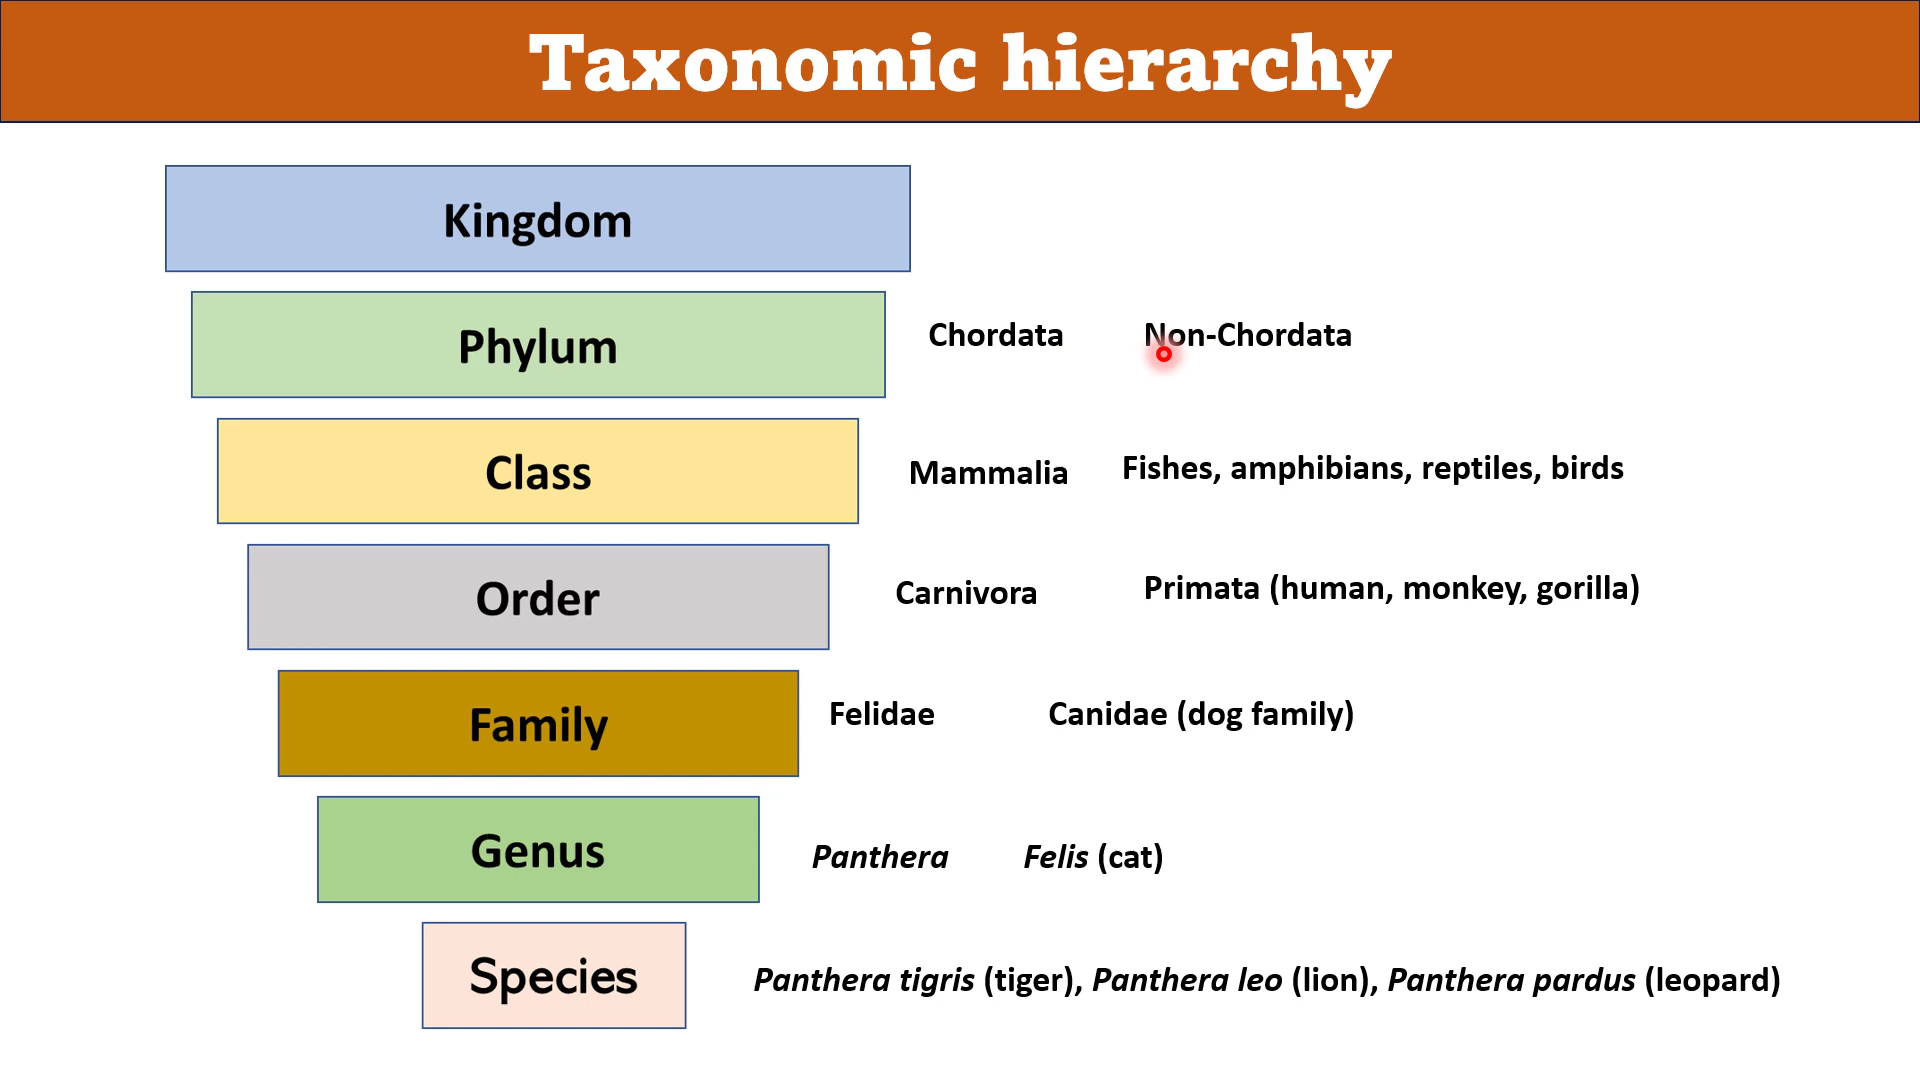 Taxonomic hierarchy
Kingdom
Phylum Chordata Non-Chordata
Class Mammalia Fishes, amphibians, reptiles, birds
Order Carnivora Primata (human, monkey, gorilla)
Family Felidae Canidae (dog family)
Genus Panthera Felis (cat)
Species Panthera tigris (tiger), Panthera leo (lion), Panthera pardus (leopard)